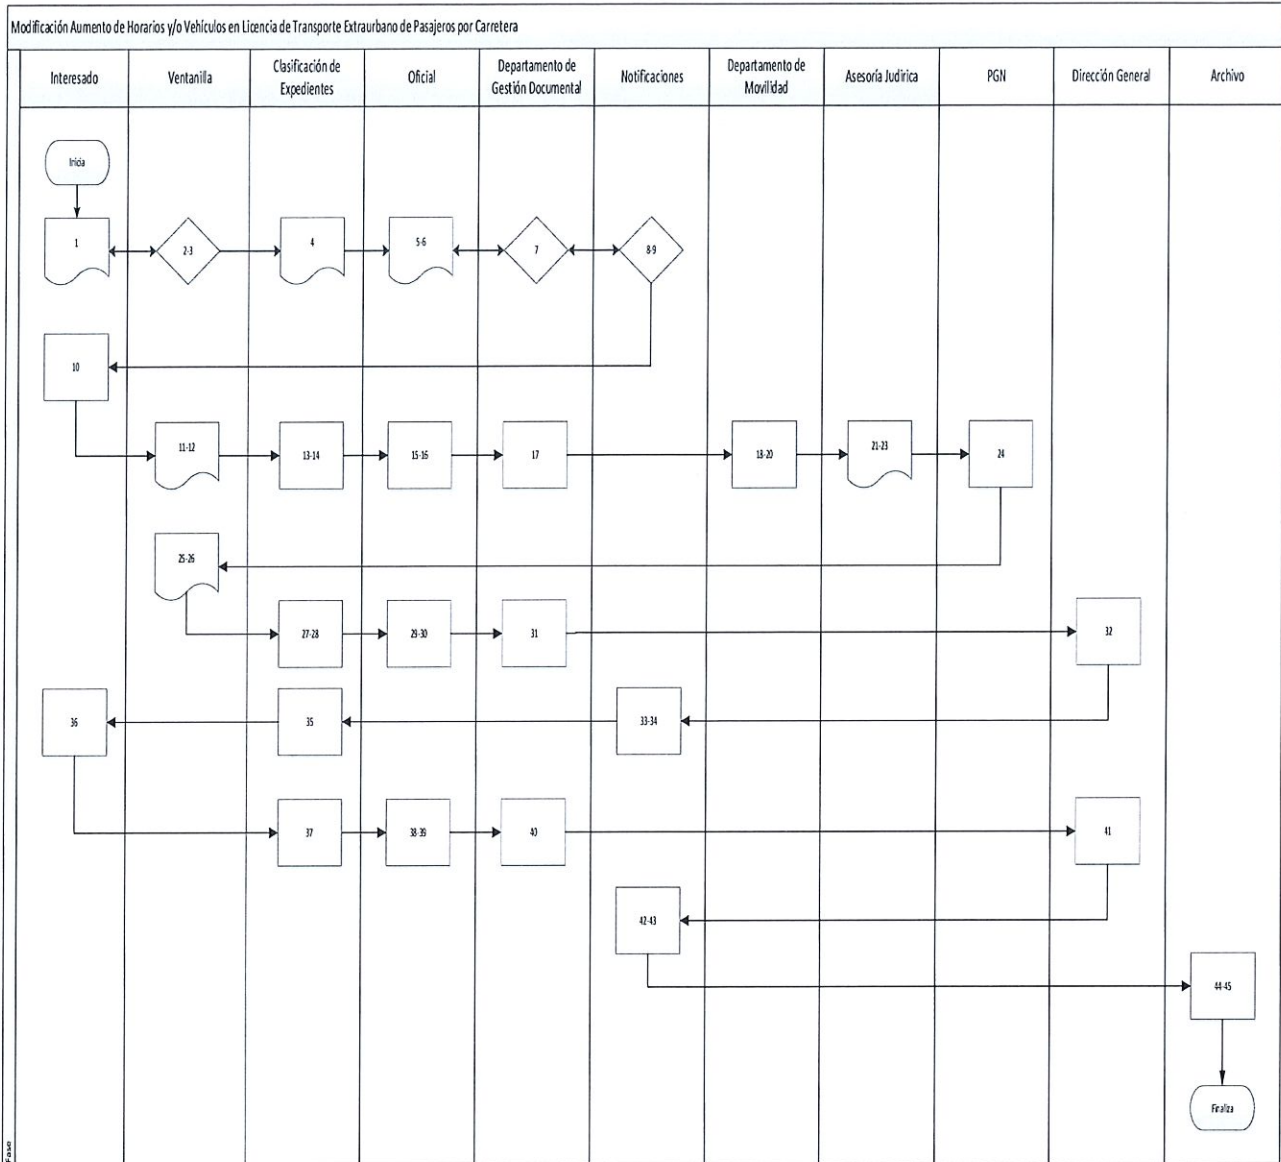 Modificación Aumento de Horarios y/o Vehículos en Licencia de Transporte Extraurbano de Pasajeros por Carretera
Interesado
Ventanilla
Clasificación de
Expedientes
Oficial
Departamento de
Gestión Documental
Notificaciones
Departamento de
Movilidad
Asesoría Judirica
PGN
Dirección General
Archivo
Inicia
1
2-3
4
5-6
7
8-9
10
11-12
13-14
15-16
17
18-20
21-23
24
25-26
27-28
29-30
31
32
36
35
33-34
37
38-39
40
41
42-43
44-45
Finaliza
Fase